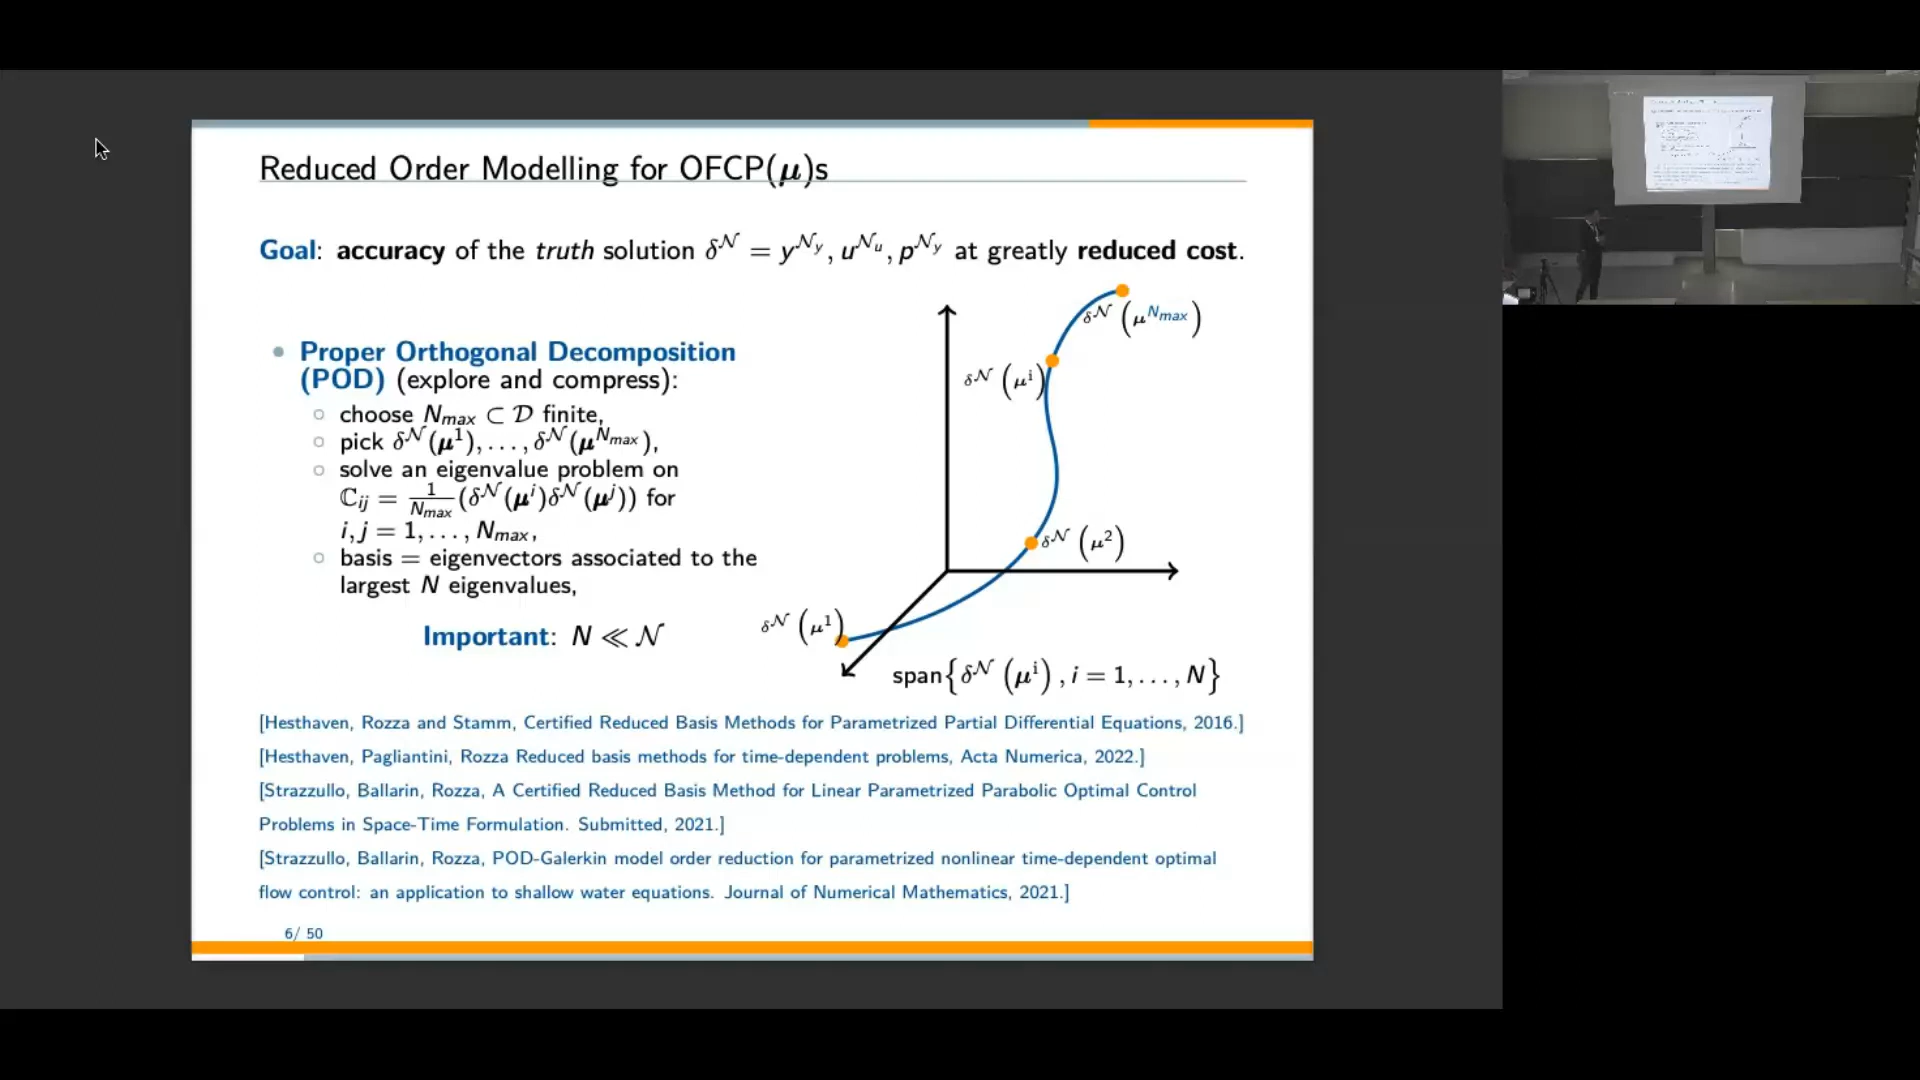 Reduced Order Modelling for OFCP(μ)s
Goal: accuracy of the truth solution δ^𝒩 = y^𝒩_y, u^𝒩_u, p^𝒩_y at greatly reduced cost.
• Proper Orthogonal Decomposition
(POD) (explore and compress):
○ choose N_max ⊂ 𝒟 finite,
○ pick δ^𝒩(μ^1), . . . , δ^𝒩(μ^N_max),
○ solve an eigenvalue problem on
ℂ_ij = 1/N_max (δ^𝒩(μ^i)δ^𝒩(μ^j)) for
i, j = 1, . . . , N_max,
○ basis = eigenvectors associated to the
largest N eigenvalues,
Important: N ≪ 𝒩
δ^𝒩 (μ^N_max)
δ^𝒩 (μ^i)
δ^𝒩 (μ^2)
δ^𝒩 (μ^1)
span{δ^𝒩 (μ^i) , i = 1, . . . , N}
[Hesthaven, Rozza and Stamm, Certified Reduced Basis Methods for Parametrized Partial Differential Equations, 2016.]
[Hesthaven, Pagliantini, Rozza Reduced basis methods for time-dependent problems, Acta Numerica, 2022.]
[Strazzullo, Ballarin, Rozza, A Certified Reduced Basis Method for Linear Parametrized Parabolic Optimal Control
Problems in Space-Time Formulation. Submitted, 2021.]
[Strazzullo, Ballarin, Rozza, POD-Galerkin model order reduction for parametrized nonlinear time-dependent optimal
flow control: an application to shallow water equations. Journal of Numerical Mathematics, 2021.]
6/ 50